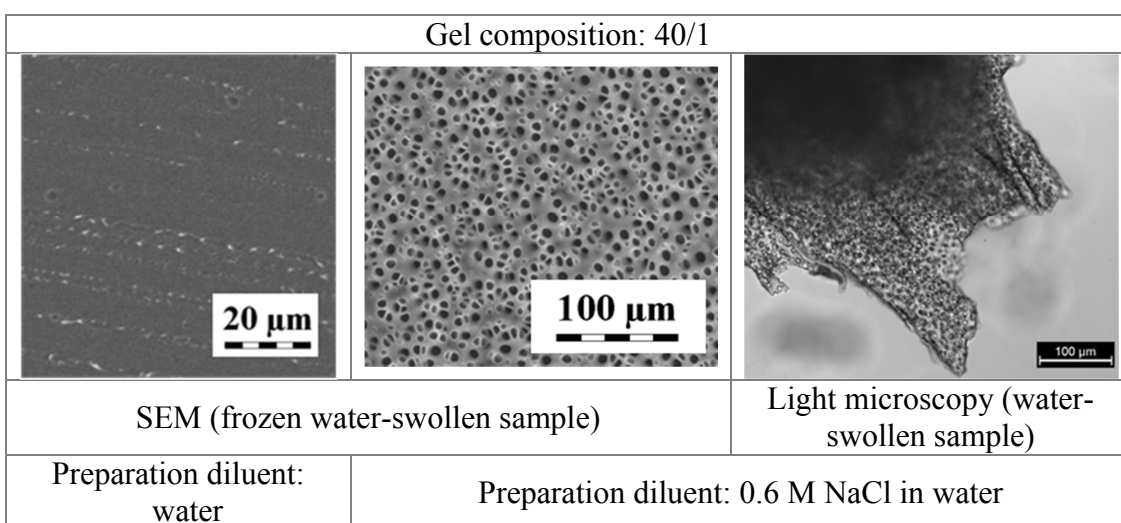 Gel composition: 40/1
20 μm
100 μm
100 μm
SEM (frozen water-swollen sample)
Light microscopy (water-
swollen sample)
Preparation diluent:
water
Preparation diluent: 0.6 M NaCl in water